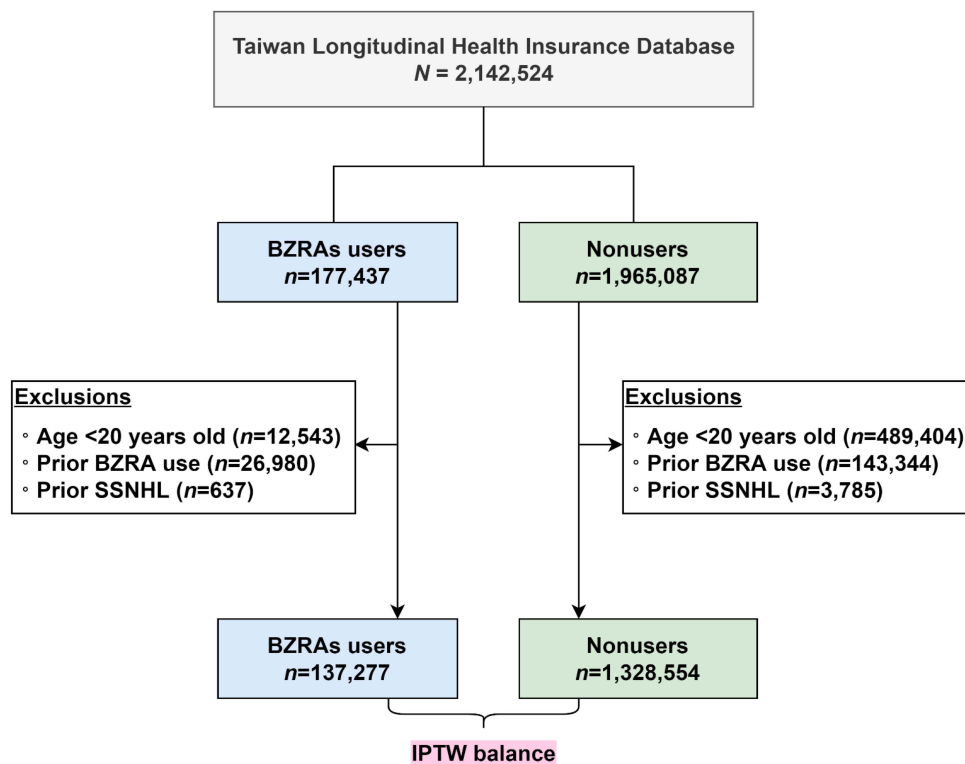 Taiwan Longitudinal Health Insurance Database
N = 2,142,524
BZRAs users
n=177,437
Nonusers
n=1,965,087
Exclusions
◦ Age <20 years old (n=12,543)
◦ Prior BZRA use (n=26,980)
◦ Prior SSNHL (n=637)
Exclusions
◦ Age <20 years old (n=489,404)
◦ Prior BZRA use (n=143,344)
◦ Prior SSNHL (n=3,785)
BZRAs users
n=137,277
Nonusers
n=1,328,554
IPTW balance